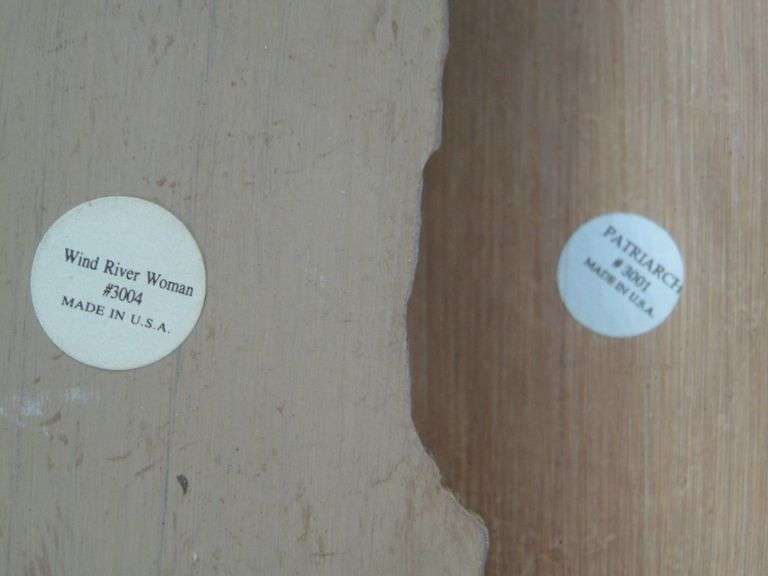 Wind River Woman
#3004
MADE IN U.S.A.
PATRIARCH
# 3001
MADE IN U.S.A.